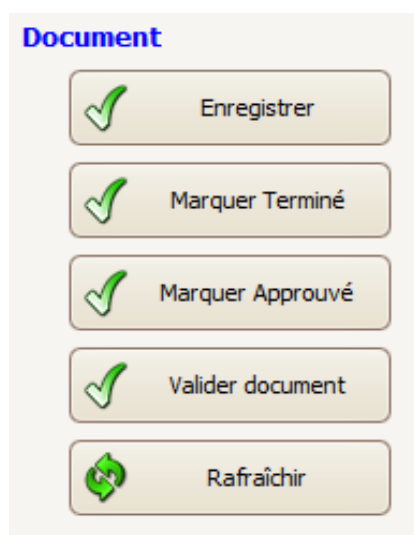 Document
Enregistrer
Marquer Terminé
Marquer Approuvé
Valider document
Rafraîchir